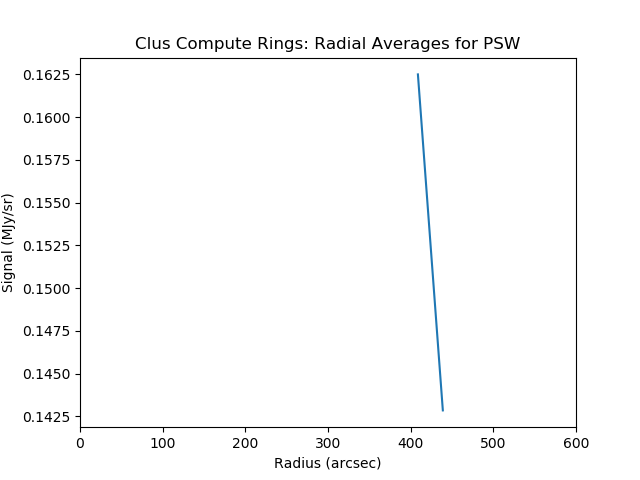 Clus Compute Rings: Radial Averages for PSW
Signal (MJy/sr)
0.1625
0.1600
0.1575
0.1550
0.1525
0.1500
0.1475
0.1450
0.1425
0 100 200 300 400 500 600
Radius (arcsec)